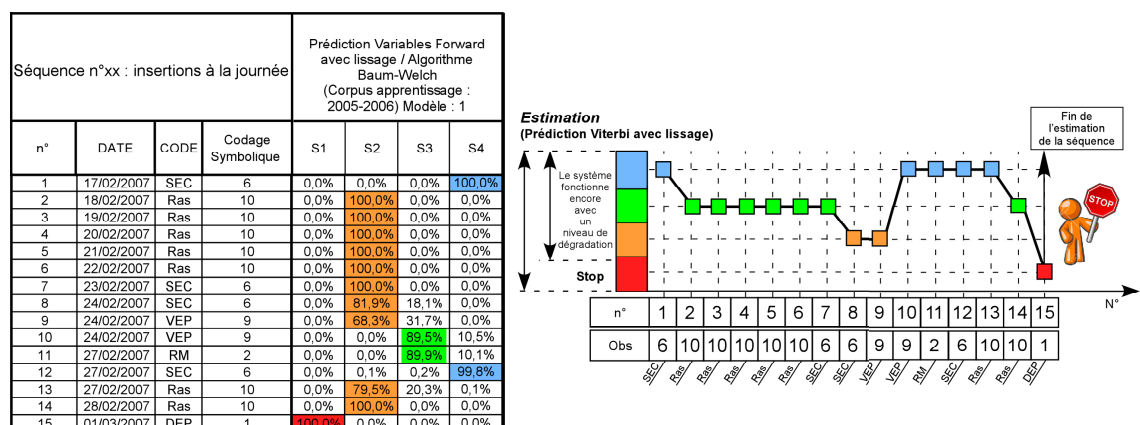 Séquence n°xx : insertions à la journée
Prédiction Variables Forward
avec lissage / Algorithme
Baum-Welch
(Corpus apprentissage :
2005-2006) Modèle : 1
n° DATE CODE Codage Symbolique S1 S2 S3 S4
1 17/02/2007 SEC 6 0,0% 0,0% 0,0% 100,0%
2 18/02/2007 Ras 10 0,0% 100,0% 0,0% 0,0%
3 19/02/2007 Ras 10 0,0% 100,0% 0,0% 0,0%
4 20/02/2007 Ras 10 0,0% 100,0% 0,0% 0,0%
5 21/02/2007 Ras 10 0,0% 100,0% 0,0% 0,0%
6 22/02/2007 Ras 10 0,0% 100,0% 0,0% 0,0%
7 23/02/2007 SEC 6 0,0% 100,0% 0,0% 0,0%
8 24/02/2007 SEC 6 0,0% 81,9% 18,1% 0,0%
9 24/02/2007 VEP 9 0,0% 68,3% 31,7% 0,0%
10 24/02/2007 VEP 9 0,0% 0,0% 89,5% 10,5%
11 27/02/2007 RM 2 0,0% 0,0% 89,9% 10,1%
12 27/02/2007 SEC 6 0,0% 0,1% 0,2% 99,8%
13 27/02/2007 Ras 10 0,0% 79,5% 20,3% 0,1%
14 28/02/2007 Ras 10 0,0% 100,0% 0,0% 0,0%
15 01/03/2007 DEP 1 100,0% 0,0% 0,0% 0,0%
Estimation
(Prédiction Viterbi avec lissage)
Le système
fonctionne
encore
avec
un
niveau de
dégradation
Stop
Fin de
l'estimation
de la séquence
STOP
N°
n° 1 2 3 4 5 6 7 8 9 10 11 12 13 14 15
Obs 6 10 10 10 10 10 6 6 9 9 2 6 10 10 1
SEC Ras Ras Ras Ras Ras SEC SEC VEP VEP RM SEC Ras Ras DEP